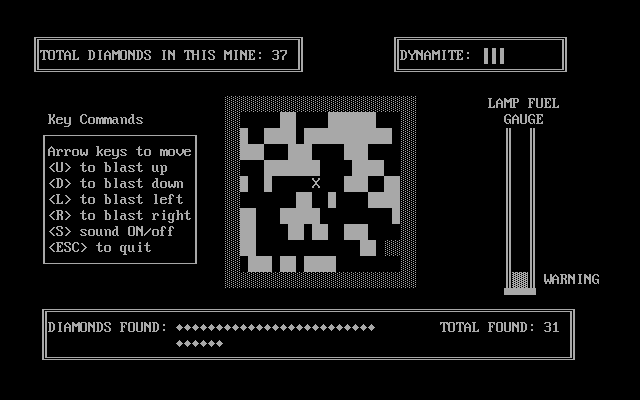 TOTAL DIAMONDS IN THIS MINE: 37
DYNAMITE:
LAMP FUEL
GAUGE
Key Commands
Arrow keys to move
<U> to blast up
<D> to blast down
<L> to blast left
<R> to blast right
<S> sound ON/off
<ESC> to quit
X
WARNING
DIAMONDS FOUND: ♦♦♦♦♦♦♦♦♦♦♦♦♦♦♦♦♦♦♦♦♦♦♦♦♦ TOTAL FOUND: 31
♦♦♦♦♦♦